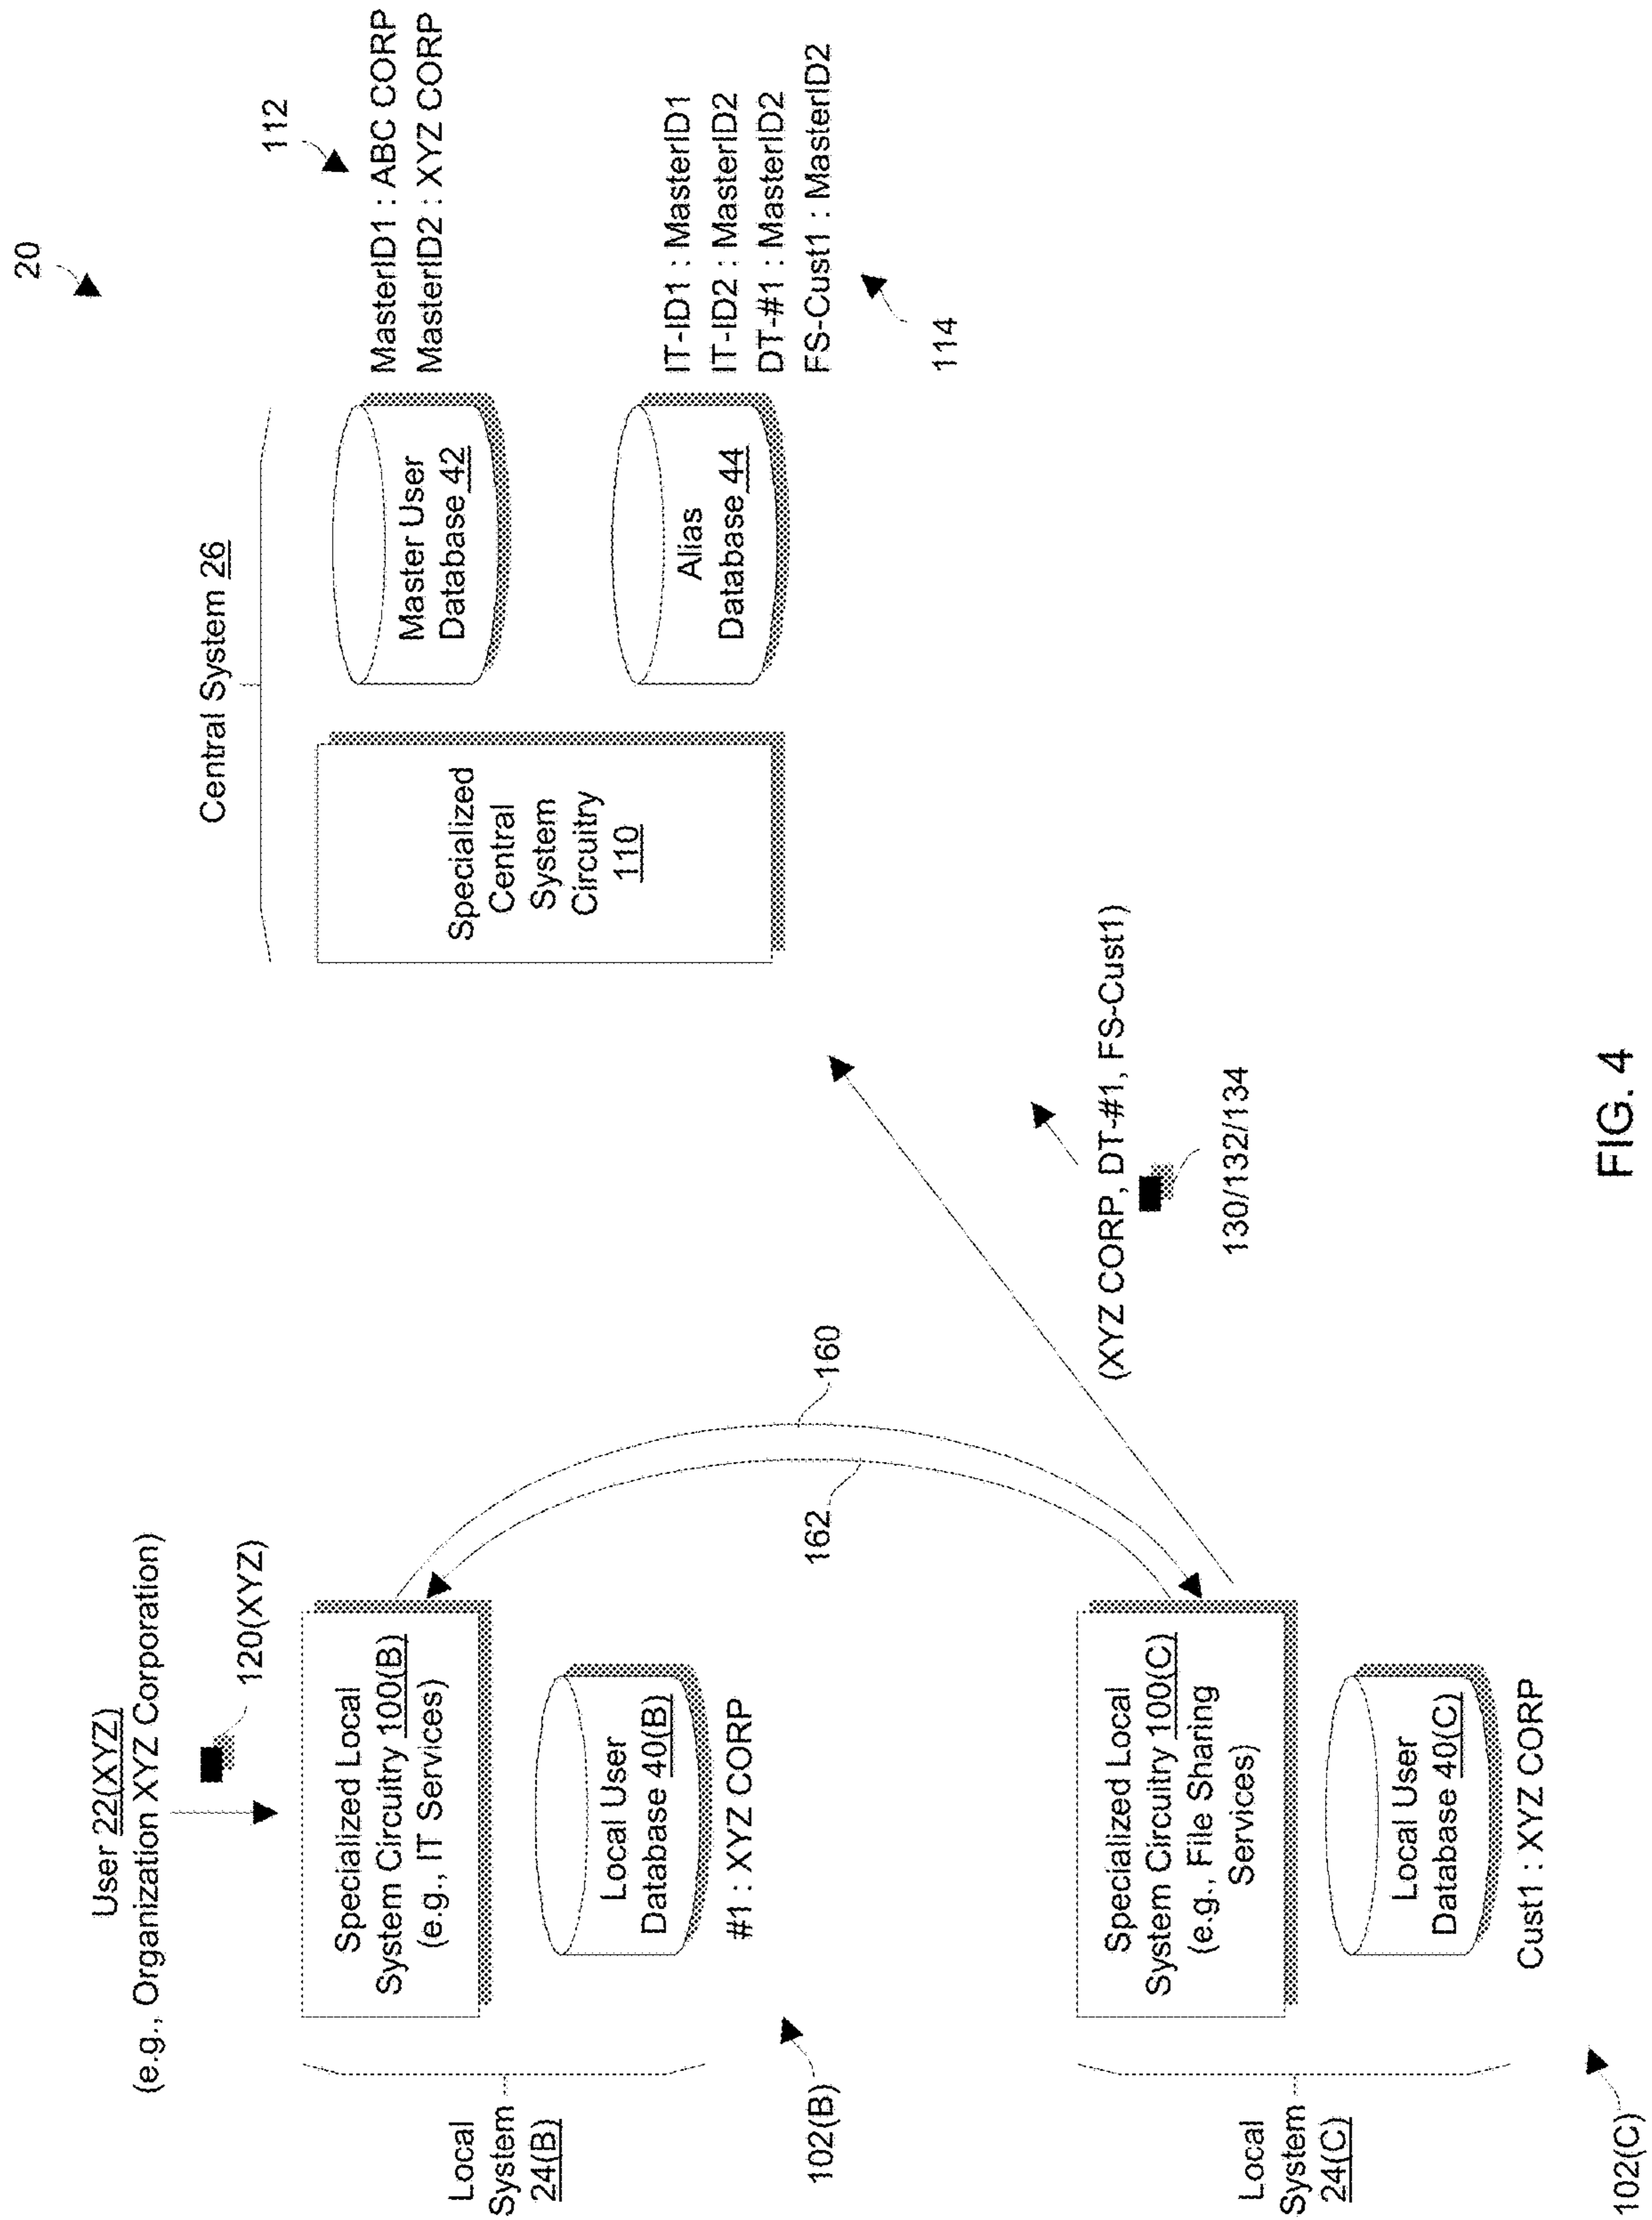 20
User 22(XYZ)
(e.g., Organization XYZ Corporation)
120(XYZ)
Local
System
24(B)
Specialized Local
System Circuitry 100(B)
(e.g., IT Services)
Local User
Database 40(B)
#1 : XYZ CORP
102(B)
160
162
Local
System
24(C)
Specialized Local
System Circuitry 100(C)
(e.g., File Sharing
Services)
Local User
Database 40(C)
Cust1 : XYZ CORP
102(C)
(XYZ CORP, DT-#1, FS-Cust1)
130/132/134
Central System 26
Specialized
Central
System
Circuitry
110
Master User
Database 42
112
MasterID1 : ABC CORP
MasterID2 : XYZ CORP
Alias
Database 44
IT-ID1 : MasterID1
IT-ID2 : MasterID2
DT-#1 : MasterID2
FS-Cust1 : MasterID2
114
FIG. 4